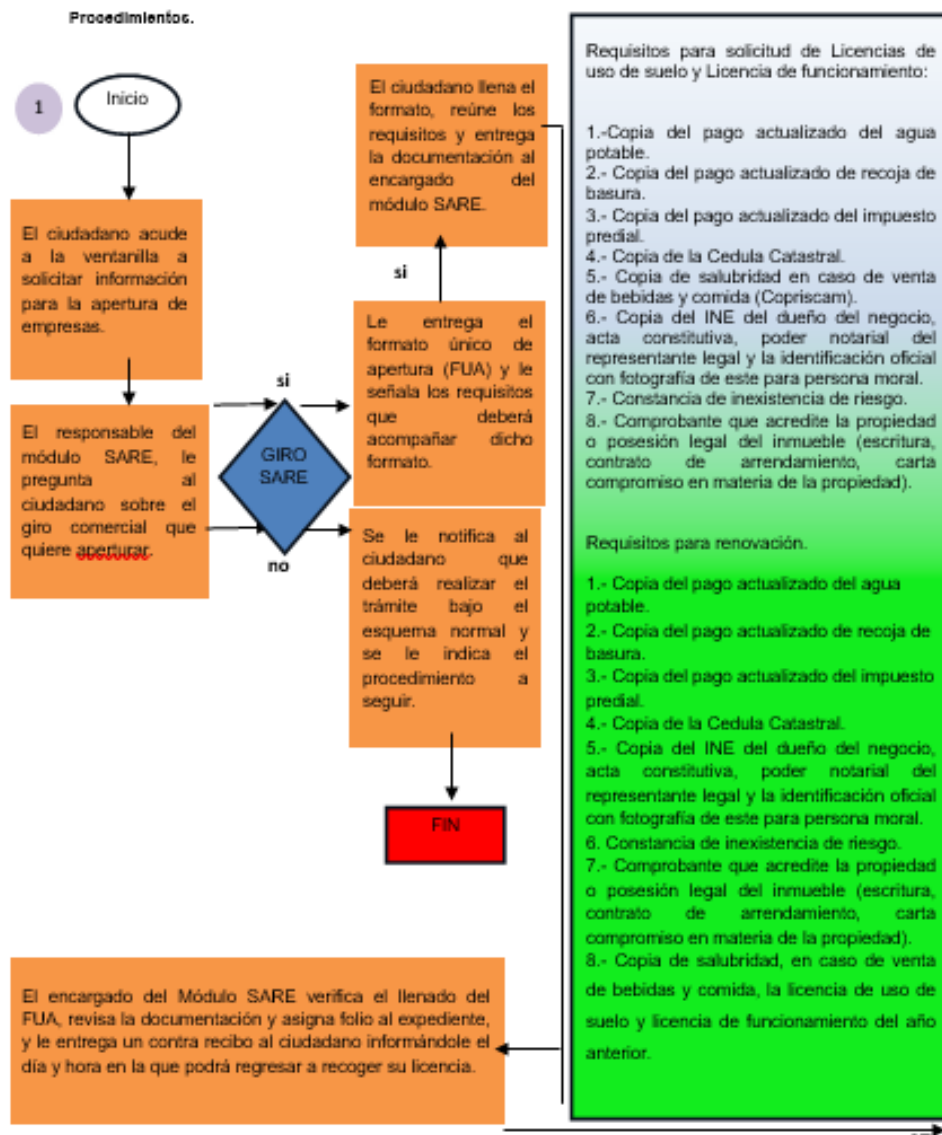 Procedimientos.
1
Inicio
El ciudadano acude
a la ventanilla a
solicitar información
para la apertura de
empresas.
El responsable del
módulo SARE, le
pregunta al
ciudadano sobre el
giro comercial que
quiere aperturar.
si
GIRO
SARE
no
El ciudadano llena el
formato, reúne los
requisitos y entrega
la documentación al
encargado del
módulo SARE.
si
Le entrega el
formato único de
apertura (FUA) y le
señala los requisitos
que deberá
acompañar dicho
formato.
Se le notifica al
ciudadano que
deberá realizar el
trámite bajo el
esquema normal y
se le indica el
procedimiento a
seguir.
FIN
El encargado del Módulo SARE verifica el llenado del
FUA, revisa la documentación y asigna folio al expediente,
y le entrega un contra recibo al ciudadano informándole el
día y hora en la que podrá regresar a recoger su licencia.
Requisitos para solicitud de Licencias de
uso de suelo y Licencia de funcionamiento:
1.-Copia del pago actualizado del agua
potable.
2.- Copia del pago actualizado de recoja de
basura.
3.- Copia del pago actualizado del impuesto
predial.
4.- Copia de la Cedula Catastral.
5.- Copia de salubridad en caso de venta
de bebidas y comida (Copriscam).
6.- Copia del INE del dueño del negocio,
acta constitutiva, poder notarial del
representante legal y la identificación oficial
con fotografía de este para persona moral.
7.- Constancia de inexistencia de riesgo.
8.- Comprobante que acredite la propiedad
o posesión legal del inmueble (escritura,
contrato de arrendamiento, carta
compromiso en materia de la propiedad).
Requisitos para renovación.
1.- Copia del pago actualizado del agua
potable.
2.- Copia del pago actualizado de recoja de
basura.
3.- Copia del pago actualizado del impuesto
predial.
4.- Copia de la Cedula Catastral.
5.- Copia del INE del dueño del negocio,
acta constitutiva, poder notarial del
representante legal y la identificación oficial
con fotografía de este para persona moral.
6. Constancia de inexistencia de riesgo.
7.- Comprobante que acredite la propiedad
o posesión legal del inmueble (escritura,
contrato de arrendamiento, carta
compromiso en materia de la propiedad).
8.- Copia de salubridad, en caso de venta
de bebidas y comida, la licencia de uso de
suelo y licencia de funcionamiento del año
anterior.